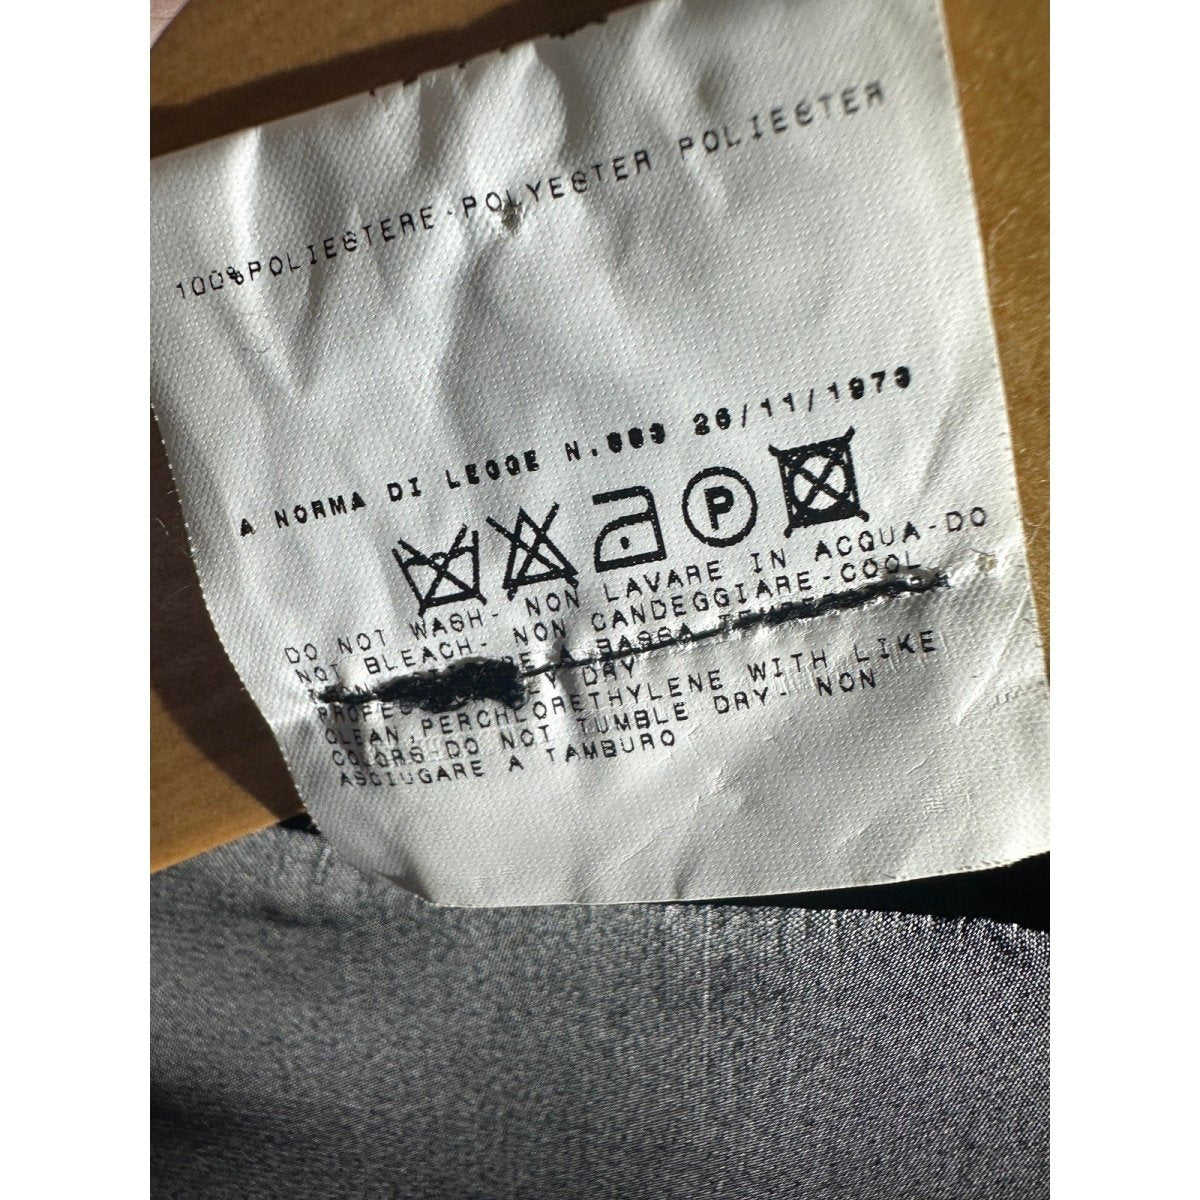 100%POLIESTERE-POLYESTER POLIESTER
A NORMA DI LEGGE N.883 26/11/1973
P
DO NOT WASH- NON LAVARE IN ACQUA-DO
NOT BLEACH- NON CANDEGGIARE-COOL
A BASSA
DRY
CLEAN,PERCHLORETHYLENE WITH LIKE
COLORS-DO NOT TUMBLE DRY- NON
ASCIUGARE A TAMBURO